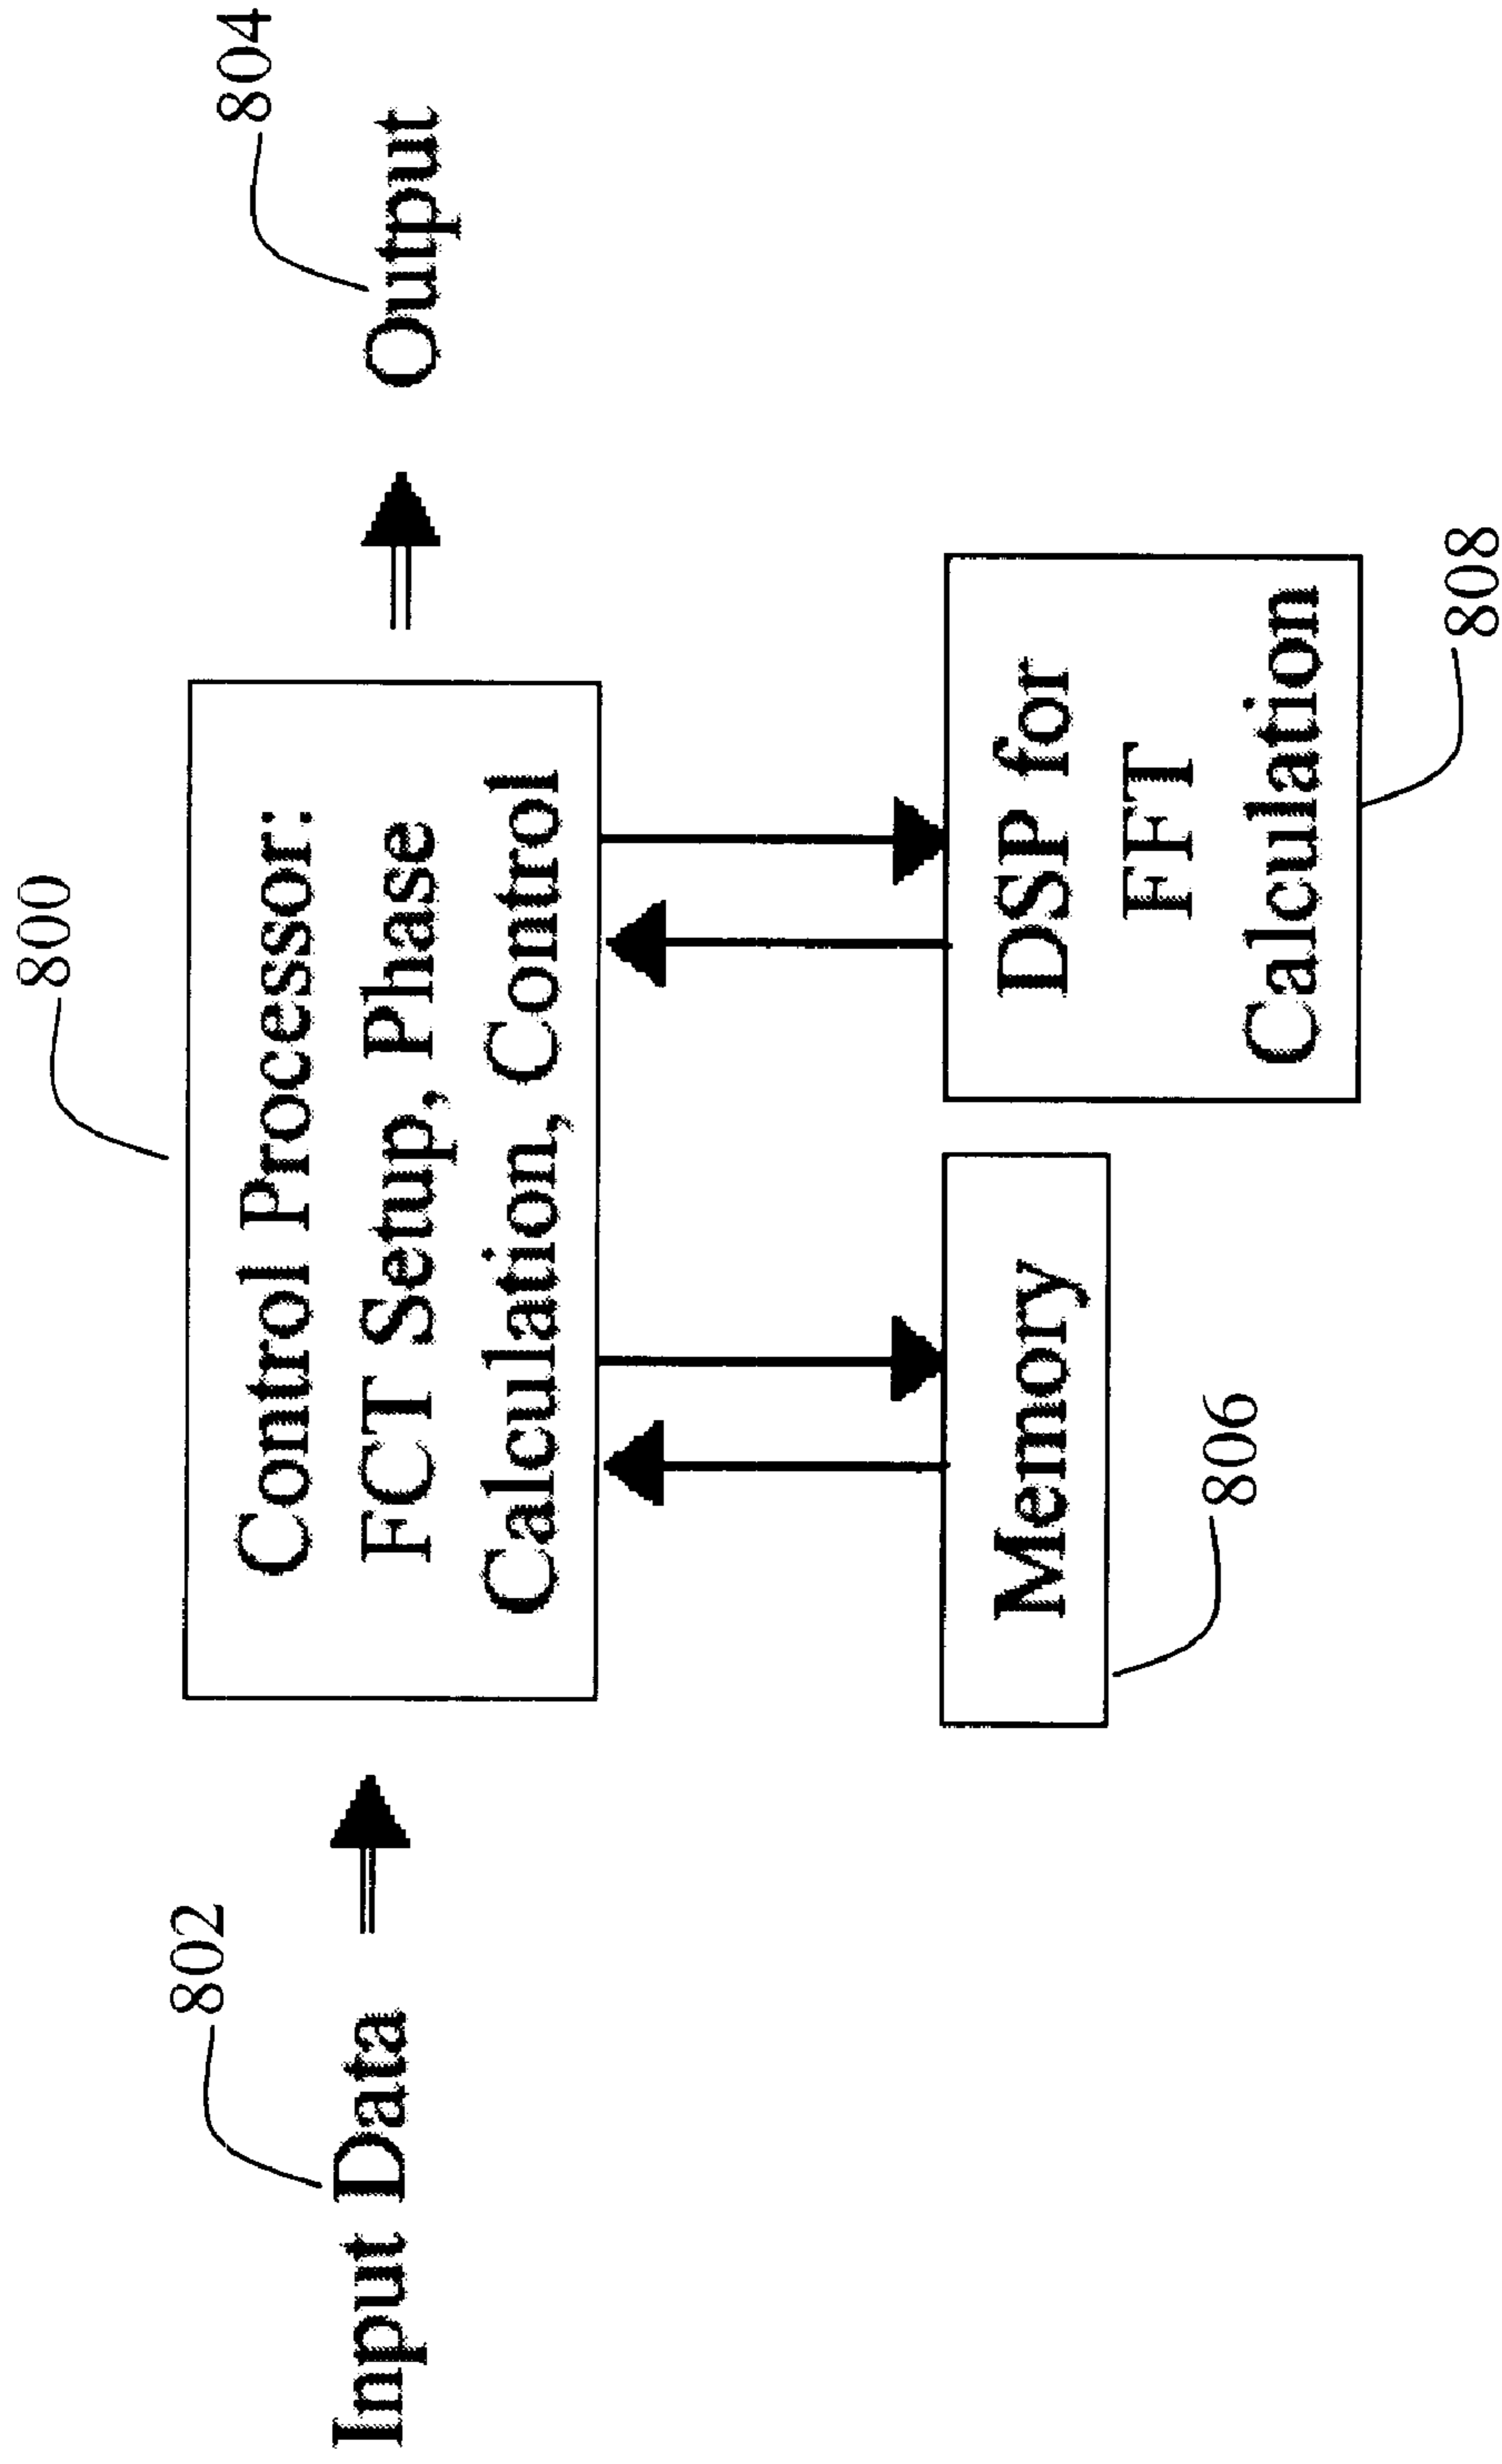 800
802
804
Control Processor:
FCT Setup, Phase
Calculation, Control
Input Data
Output
Memory
806
DSP for
FFT
Calculation
808